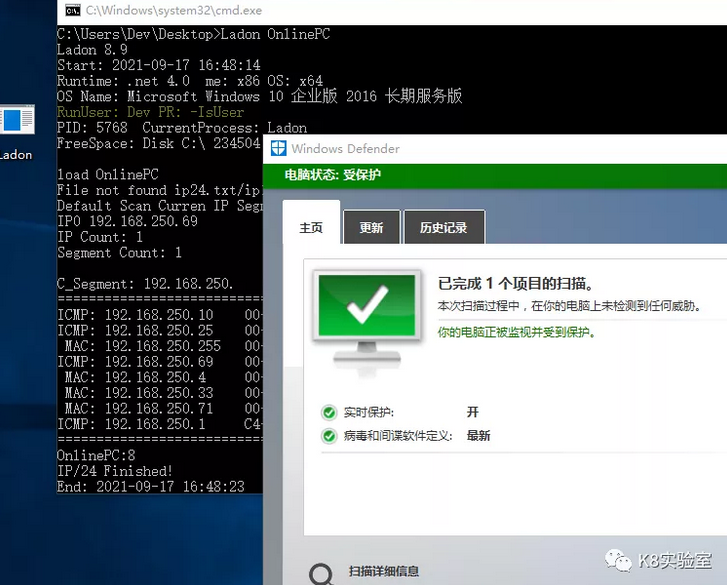 C:\Windows\system32\cmd.exe
C:\Users\Dev\Desktop>Ladon OnlinePC
Ladon 8.9
Start: 2021-09-17 16:48:14
Runtime: .net 4.0  me: x86 OS: x64
OS Name: Microsoft Windows 10 企业版 2016 长期服务版
RunUser: Dev PR: -IsUser
PID: 5768  CurrentProcess: Ladon
FreeSpace: Disk C:\ 234504
load OnlinePC
File not found ip24.txt/ip
Default Scan Curren IP Seg
IP0 192.168.250.69
IP Count: 1
Segment Count: 1
C_Segment: 192.168.250.
==========================
ICMP: 192.168.250.10    00-
ICMP: 192.168.250.25    00-
MAC: 192.168.250.255   00-
ICMP: 192.168.250.69    00-
MAC: 192.168.250.4     00-
MAC: 192.168.250.33    00-
MAC: 192.168.250.71    00-
ICMP: 192.168.250.1     C4-
==========================
OnlinePC:8
IP/24 Finished!
End: 2021-09-17 16:48:23
Ladon
Windows Defender
电脑状态: 受保护
主页
更新
历史记录
已完成 1 个项目的扫描。
本次扫描过程中，在你的电脑上未检测到任何威胁。
你的电脑正被监视并受到保护。
实时保护: 开
病毒和间谍软件定义: 最新
扫描详细信息
K8实验室